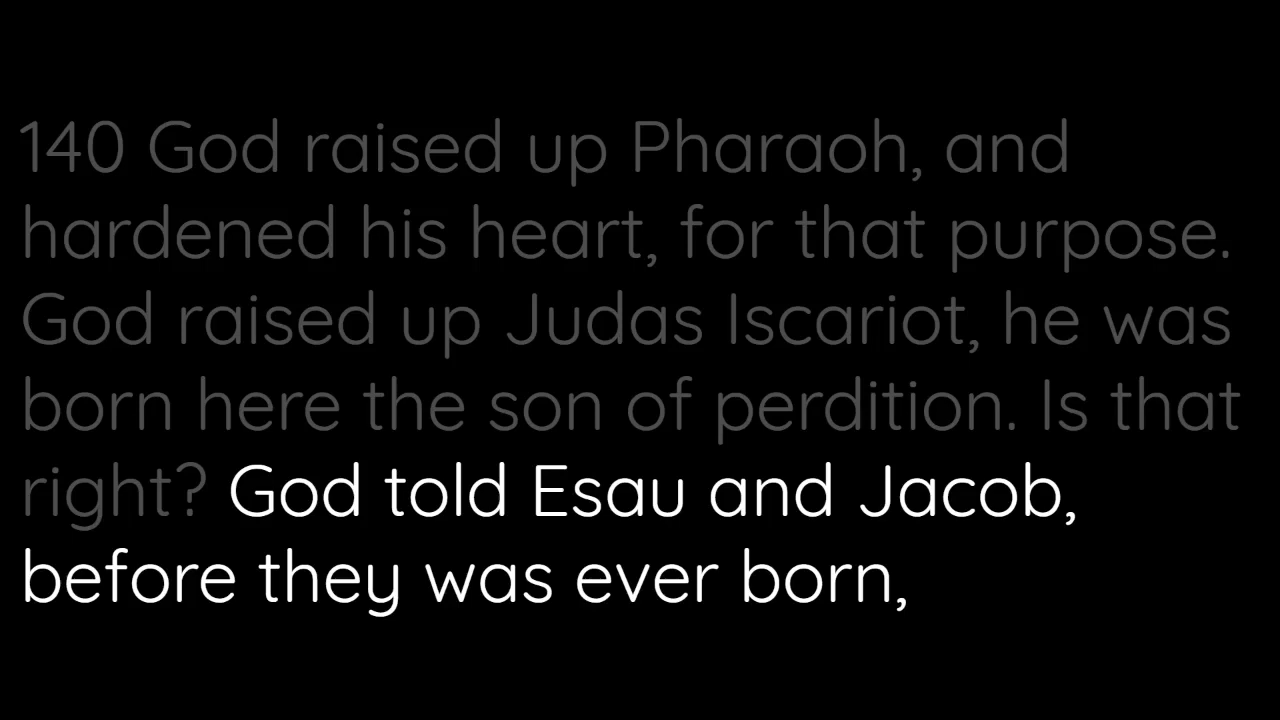 140 God raised up Pharaoh, and
hardened his heart, for that purpose.
God raised up Judas Iscariot, he was
born here the son of perdition. Is that
right? God told Esau and Jacob,
before they was ever born,